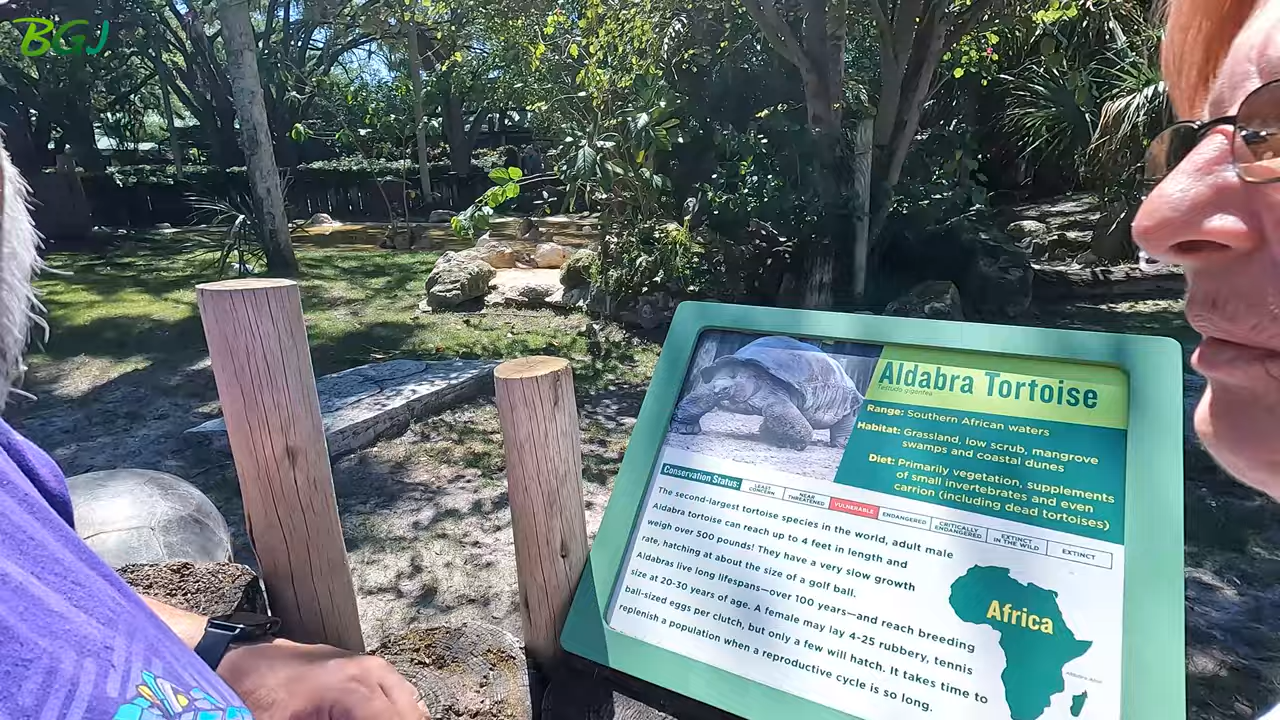 BGJ
Aldabra Tortoise
Testudo gigantea
Range: Southern African waters
Habitat: Grassland, low scrub, mangrove
swamps and coastal dunes
Diet: Primarily vegetation, supplements
of small invertebrates and even
carrion (including dead tortoises)
Conservation Status:
LEAST
CONCERN
NEAR
THREATENED
VULNERABLE
ENDANGERED
CRITICALLY
ENDANGERED
EXTINCT
IN THE WILD
EXTINCT
The second-largest tortoise species in the world, adult male
Aldabra tortoise can reach up to 4 feet in length and
weigh over 500 pounds! They have a very slow growth
rate, hatching at about the size of a golf ball.
Aldabras live long lifespans—over 100 years—and reach breeding
size at 20-30 years of age. A female may lay 4-25 rubbery, tennis
ball-sized eggs per clutch, but only a few will hatch. It takes time to
replenish a population when a reproductive cycle is so long.
Africa
Aldabra Atoll